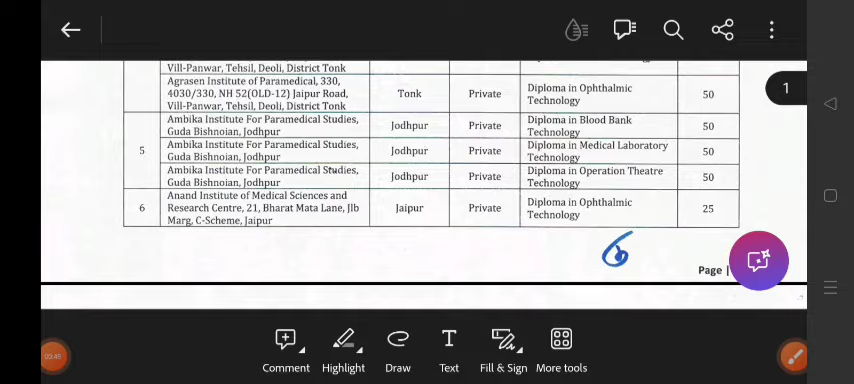 1
Vill-Panwar, Tehsil, Deoli, District Tonk
Agrasen Institute of Paramedical, 330,
4030/330, NH 52(OLD-12) Jaipur Road,
Vill-Panwar, Tehsil, Deoli, District Tonk
Tonk
Private
Diploma in Ophthalmic
Technology
50
5
Ambika Institute For Paramedical Studies,
Guda Bishnoian, Jodhpur
Jodhpur
Private
Diploma in Blood Bank
Technology
50
Ambika Institute For Paramedical Studies,
Guda Bishnoian, Jodhpur
Jodhpur
Private
Diploma in Medical Laboratory
Technology
50
Ambika Institute For Paramedical Studies,
Guda Bishnoian, Jodhpur
Jodhpur
Private
Diploma in Operation Theatre
Technology
50
6
Anand Institute of Medical Sciences and
Research Centre, 21, Bharat Mata Lane, Jlb
Marg, C-Scheme, Jaipur
Jaipur
Private
Diploma in Ophthalmic
Technology
25
Page |
Comment
Highlight
Draw
Text
Fill & Sign
More tools